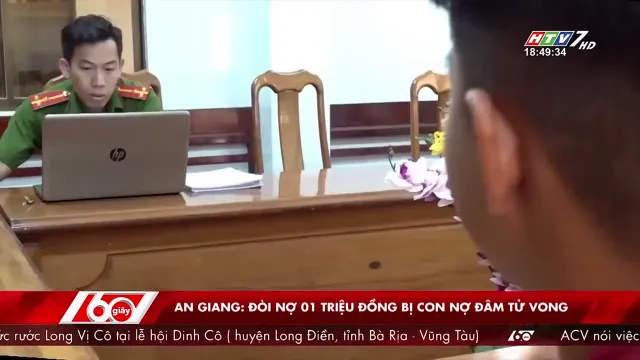 HTV7 HD
18:49:34
hp
60 giây
AN GIANG: ĐÒI NỢ 01 TRIỆU ĐỒNG BỊ CON NỢ ĐÂM TỬ VONG
ức rước Long Vị Cô tại lễ hội Dinh Cô ( huyện Long Điền, tỉnh Bà Rịa - Vũng Tàu)
60 giây
ACV nói việc